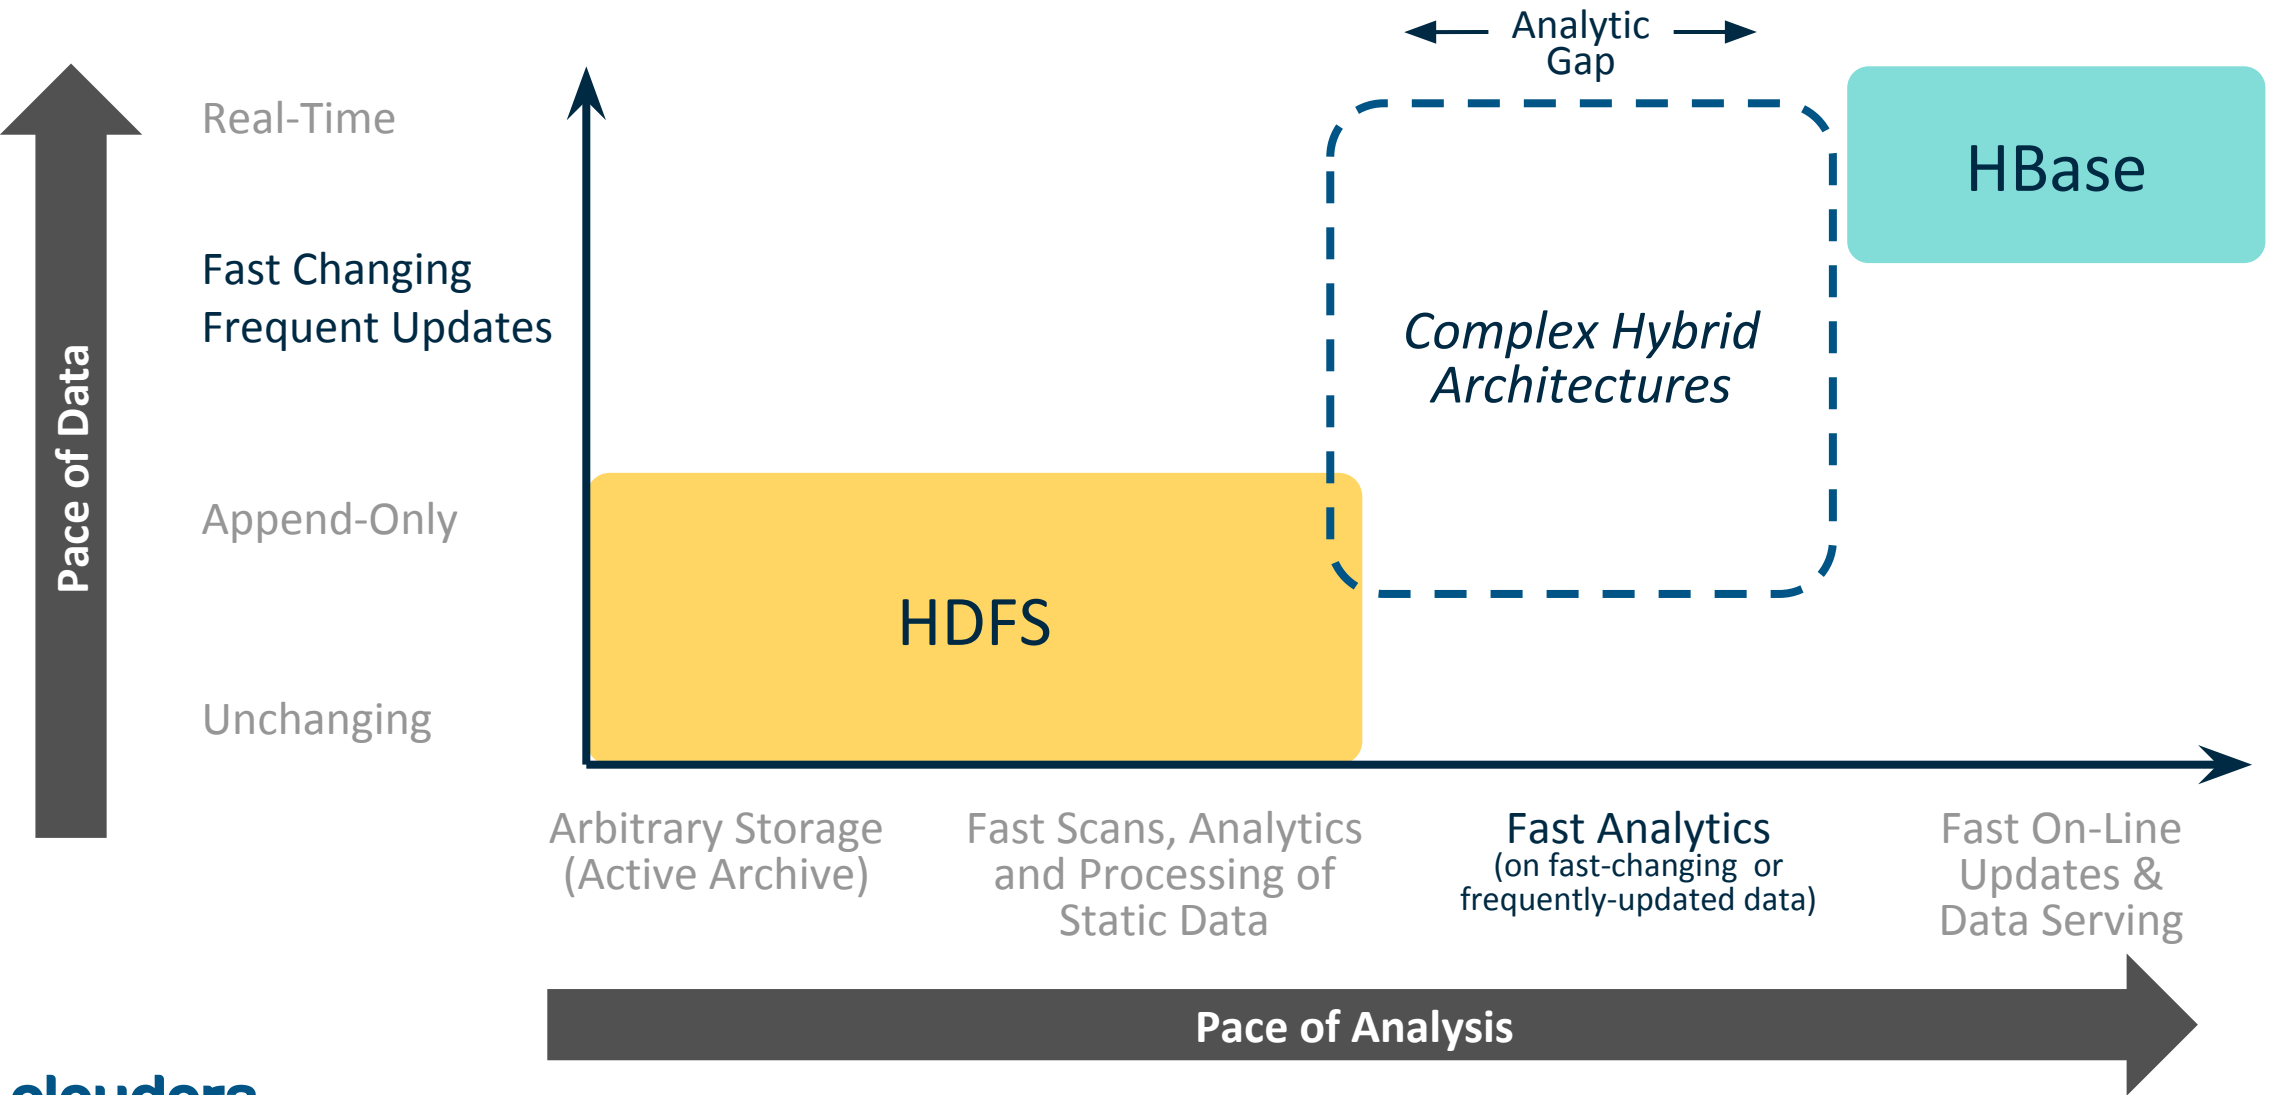 Analytic
Gap
Real-Time
HBase
Fast Changing
Frequent Updates
Complex Hybrid
Architectures
Pace of Data
Append-Only
HDFS
Unchanging
Arbitrary Storage
(Active Archive)
Fast Scans, Analytics
and Processing of
Static Data
Fast Analytics
(on fast-changing or
frequently-updated data)
Fast On-Line
Updates &
Data Serving
Pace of Analysis